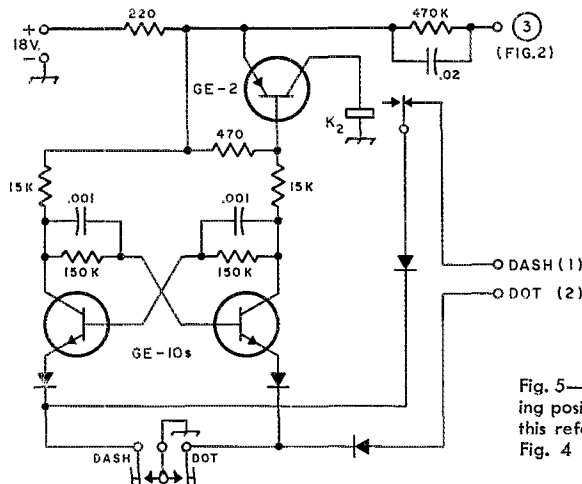 220
470K
+
18V.
-
3
(FIG.2)
.02
GE-2
K2
470
15K
15K
.001
.001
150K
150K
DASH (1)
DOT (2)
GE-10s
DASH
DOT
Fig. 5—
ing posi
this refe
Fig. 4